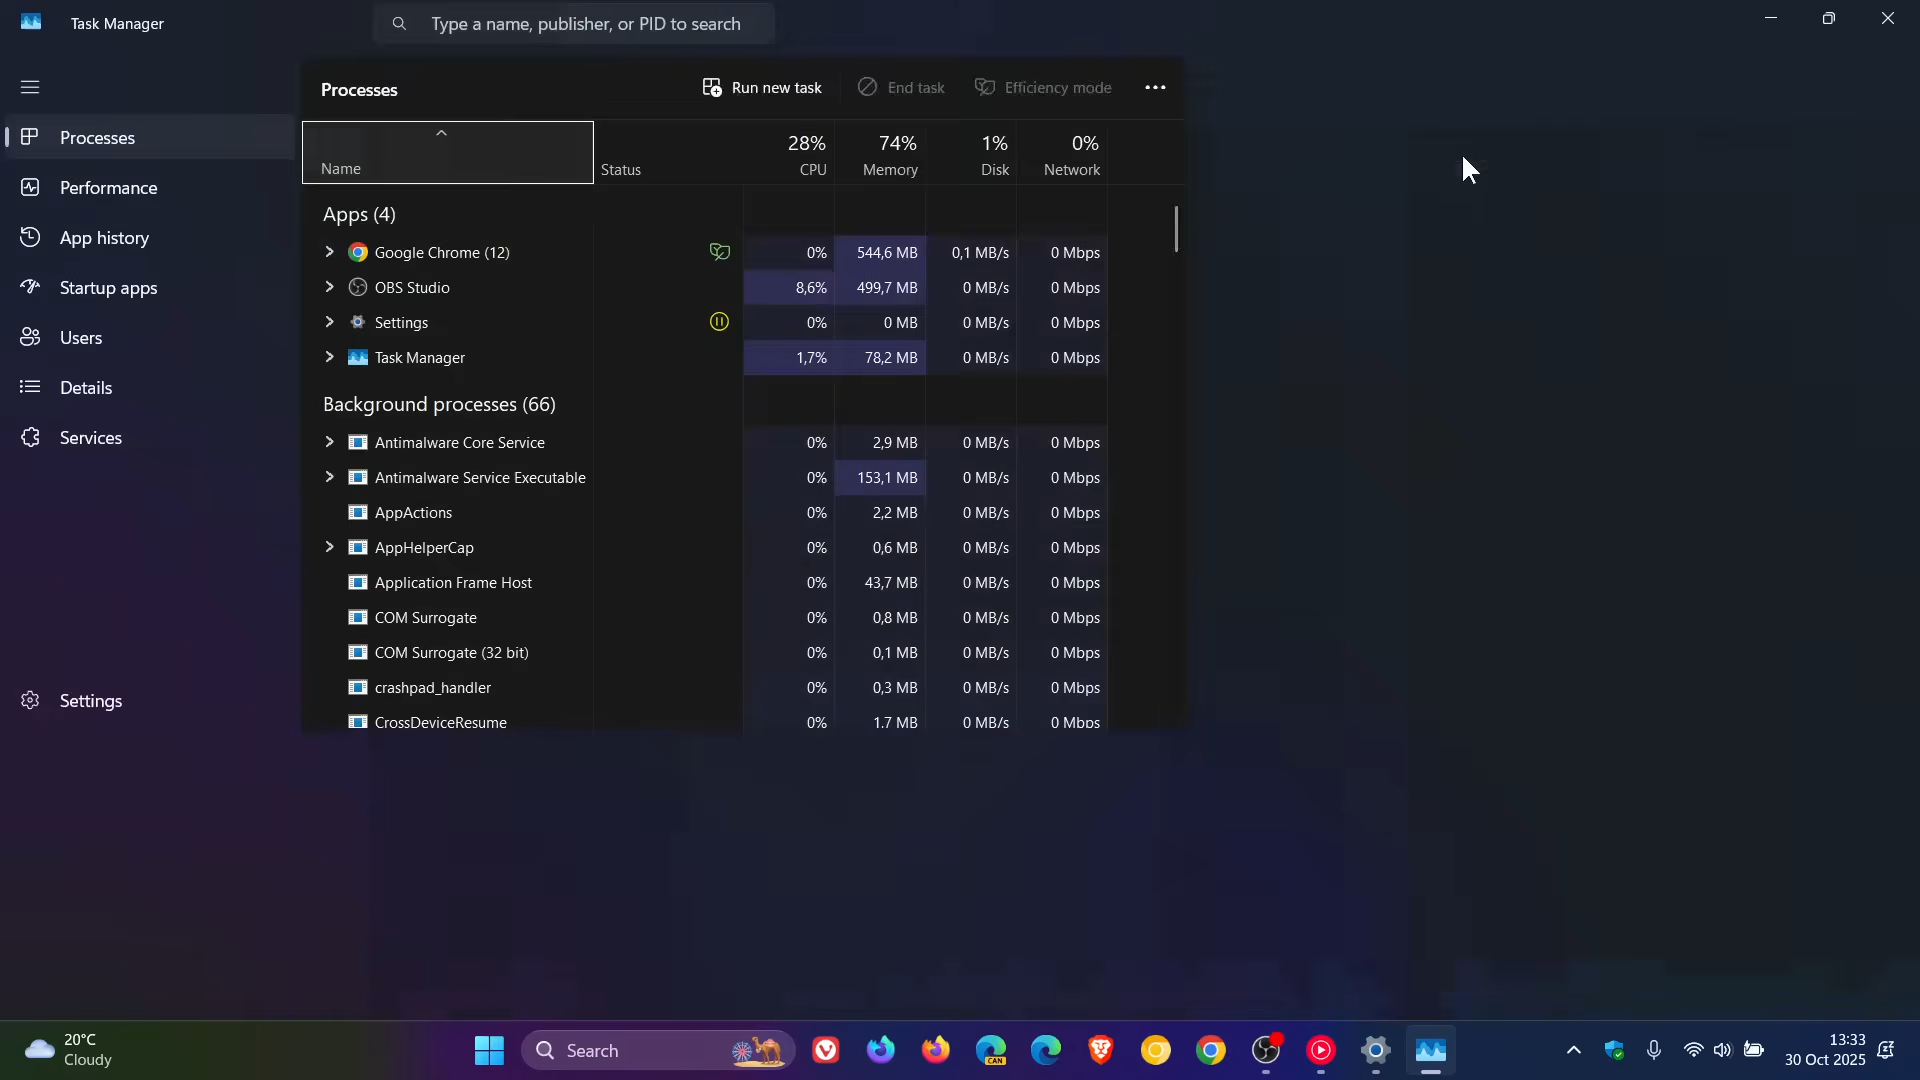 Task Manager
Type a name, publisher, or PID to search
Processes
Performance
App history
Startup apps
Users
Details
Services
Settings
Processes
Run new task
End task
Efficiency mode
Name
Status
28% CPU
74% Memory
1% Disk
0% Network
Apps (4)
Google Chrome (12) 0% 544,6 MB 0,1 MB/s 0 Mbps
OBS Studio 8,6% 499,7 MB 0 MB/s 0 Mbps
Settings 0% 0 MB 0 MB/s 0 Mbps
Task Manager 1,7% 78,2 MB 0 MB/s 0 Mbps
Background processes (66)
Antimalware Core Service 0% 2,9 MB 0 MB/s 0 Mbps
Antimalware Service Executable 0% 153,1 MB 0 MB/s 0 Mbps
AppActions 0% 2,2 MB 0 MB/s 0 Mbps
AppHelperCap 0% 0,6 MB 0 MB/s 0 Mbps
Application Frame Host 0% 43,7 MB 0 MB/s 0 Mbps
COM Surrogate 0% 0,8 MB 0 MB/s 0 Mbps
COM Surrogate (32 bit) 0% 0,1 MB 0 MB/s 0 Mbps
crashpad_handler 0% 0,3 MB 0 MB/s 0 Mbps
CrossDeviceResume 0% 1,7 MB 0 MB/s 0 Mbps
20°C
Cloudy
Search
CAN
13:33
30 Oct 2025